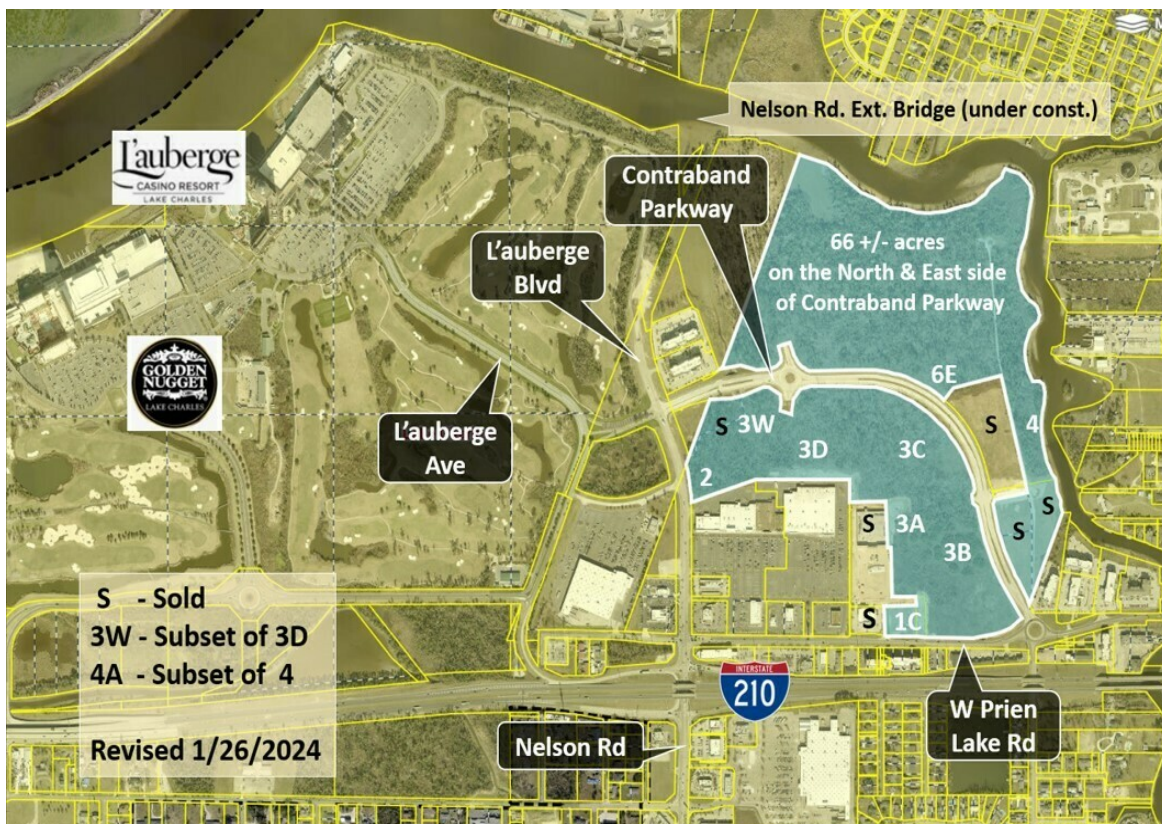 M
Nelson Rd. Ext. Bridge (under const.)
L'auberge
CASINO RESORT
LAKE CHARLES
Contraband
Parkway
L'auberge
Blvd
66 +/- acres
on the North & East side
of Contraband Parkway
GOLDEN
NUGGET
LAKE CHARLES
L'auberge
Ave
6E
S
3W
S
4
3D
3C
2
S
S
S
3A
3B
S
1C
S - Sold
3W - Subset of 3D
4A - Subset of 4
Revised 1/26/2024
INTERSTATE
210
W Prien
Lake Rd
Nelson Rd